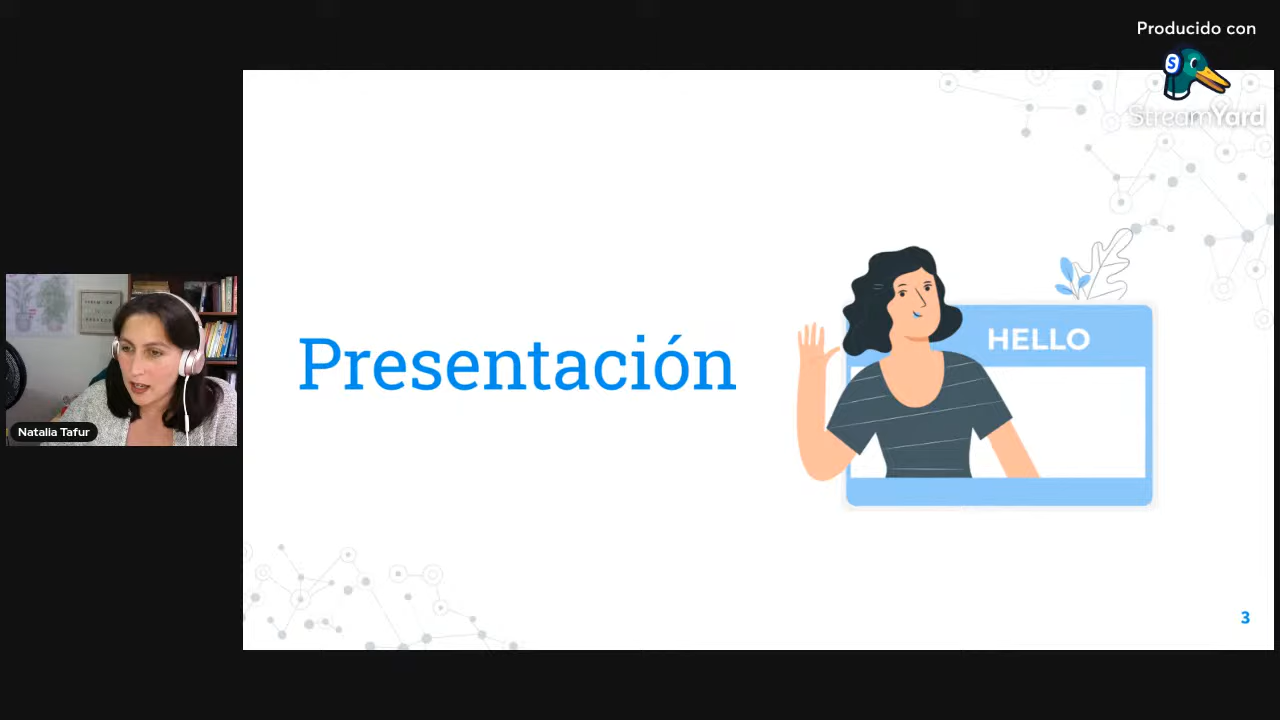 Producido con
StreamYard
Presentación
HELLO
Natalia Tafur
3